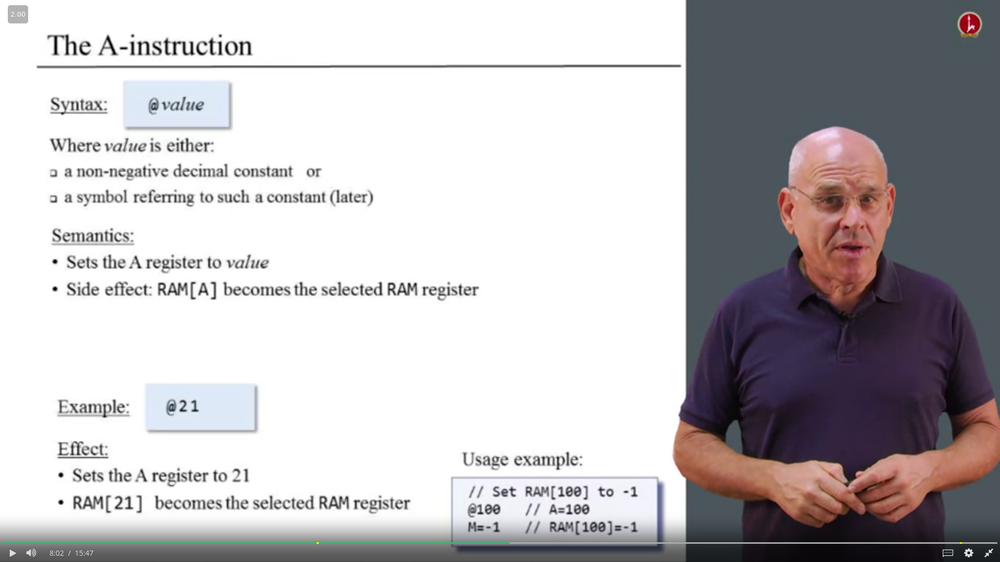 2.00
The A-instruction
Syntax: @value
Where value is either:
❑ a non-negative decimal constant or
❑ a symbol referring to such a constant (later)
Semantics:
• Sets the A register to value
• Side effect: RAM[A] becomes the selected RAM register
Example: @21
Effect:
• Sets the A register to 21
• RAM[21] becomes the selected RAM register
Usage example:
// Set RAM[100] to -1
@100 // A=100
M=-1 // RAM[100]=-1
8:02 / 15:47